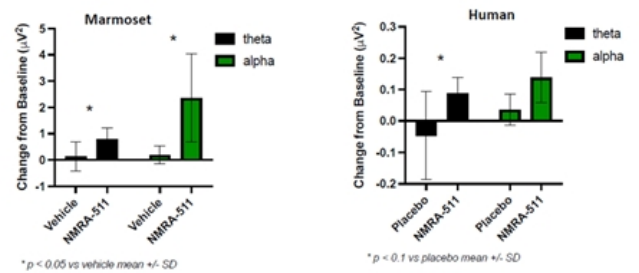 Marmoset
Change from Baseline (µV²)
5
4
3
2
1
0
-1
*
*
theta
alpha
Vehicle
NMRA-511
Vehicle
NMRA-511
* p < 0.05 vs vehicle mean +/- SD
Human
Change from Baseline (µV²)
0.3
0.2
0.1
0.0
-0.1
-0.2
*
theta
alpha
Placebo
NMRA-511
Placebo
NMRA-511
* p < 0.1 vs placebo mean +/- SD